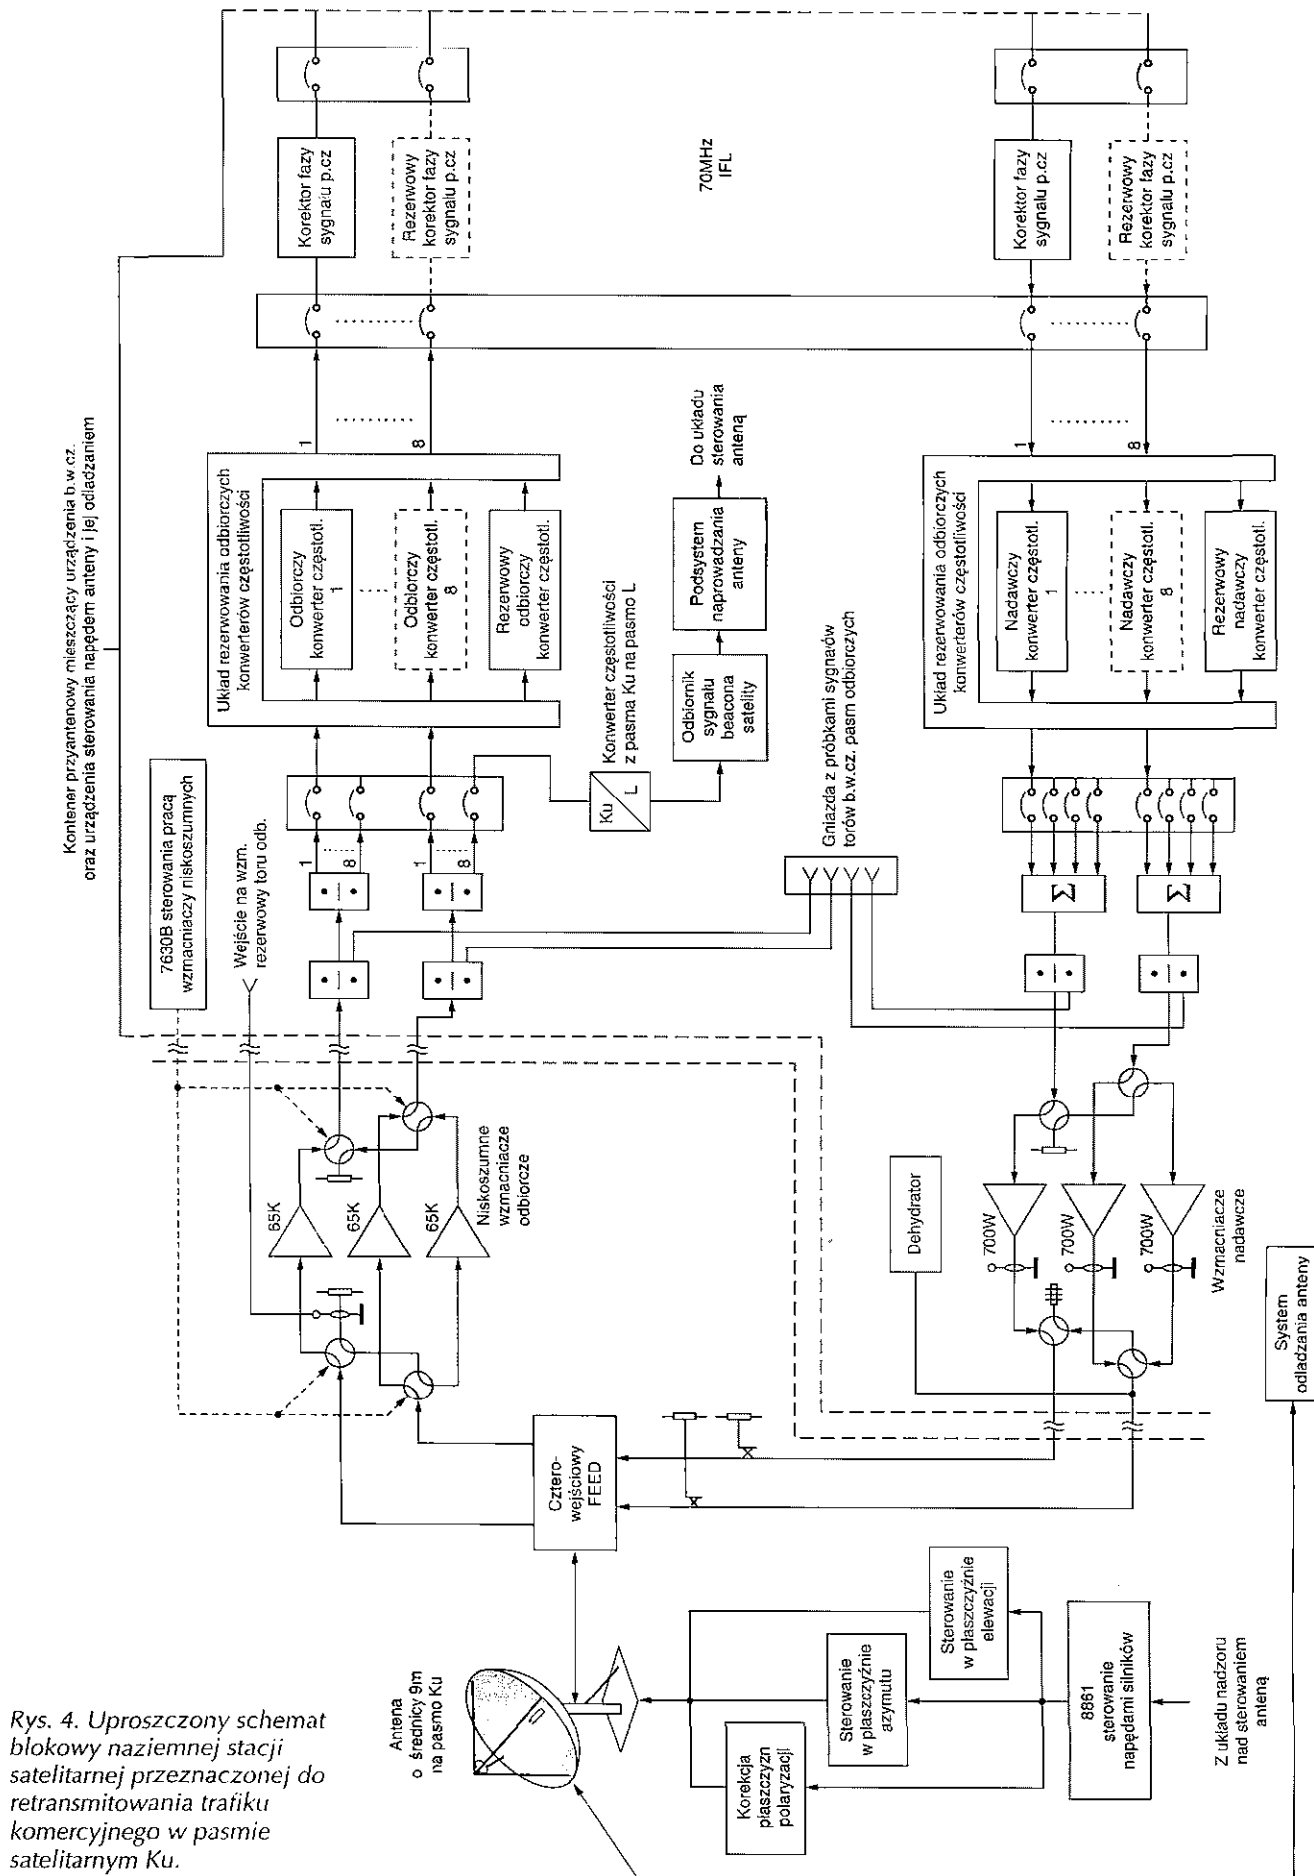 Kontener przyantenowy mieszczący urządzenia b.w.cz.
oraz urządzenia sterowania napędem anteny i jej odladzaniem
7630B sterowania pracą
wzmacniaczy niskoszumnych
Wejście na wzm.
rezerwowy toru odb.
65K
65K
65K
Niskoszumne
wzmacniacze
odbiorcze
1
8
1
8
Układ rezerwowania odbiorczych
konwerterów częstotliwości
Odbiorczy
konwerter częstotl.
1
Odbiorczy
konwerter częstotl.
8
Rezerwowy
odbiorczy
konwerter częstotl.
1
8
Korektor fazy
sygnału p.cz
Rezerwowy
korektor fazy
sygnału p.cz
70MHz
IFL
Ku
L
Konwerter częstotliwości
z pasma Ku na pasmo L
Odbiornik
sygnału
beacona
satelity
Podsystem
naprowadzania
anteny
Do układu
sterowania
anteną
Gniazda z próbkami sygnałów
torów b.w.cz. pasm odbiorczych
Układ rezerwowania odbiorczych
konwerterów częstotliwości
Nadawczy
konwerter częstotl.
1
Nadawczy
konwerter częstotl.
8
Rezerwowy
nadawczy
konwerter częstotl.
1
8
Korektor fazy
sygnału p.cz
Rezerwowy
korektor fazy
sygnału p.cz
Σ
Σ
Dehydrator
700W
700W
700W
Wzmacniacze
nadawcze
System
odladzania anteny
Cztero-
wejściowy
FEED
Antena
o średnicy 9m
na pasmo Ku
Korekcja
płaszczyzn
polaryzacji
Sterowanie
w płaszczyźnie
azymutu
Sterowanie
w płaszczyźnie
elewacji
8861
sterowanie
napędami silników
Z układu nadzoru
nad sterowaniem
anteną
Rys. 4. Uproszczony schemat
blokowy naziemnej stacji
satelitarnej przeznaczonej do
retransmitowania trafiku
komercyjnego w pasmie
satelitarnym Ku.